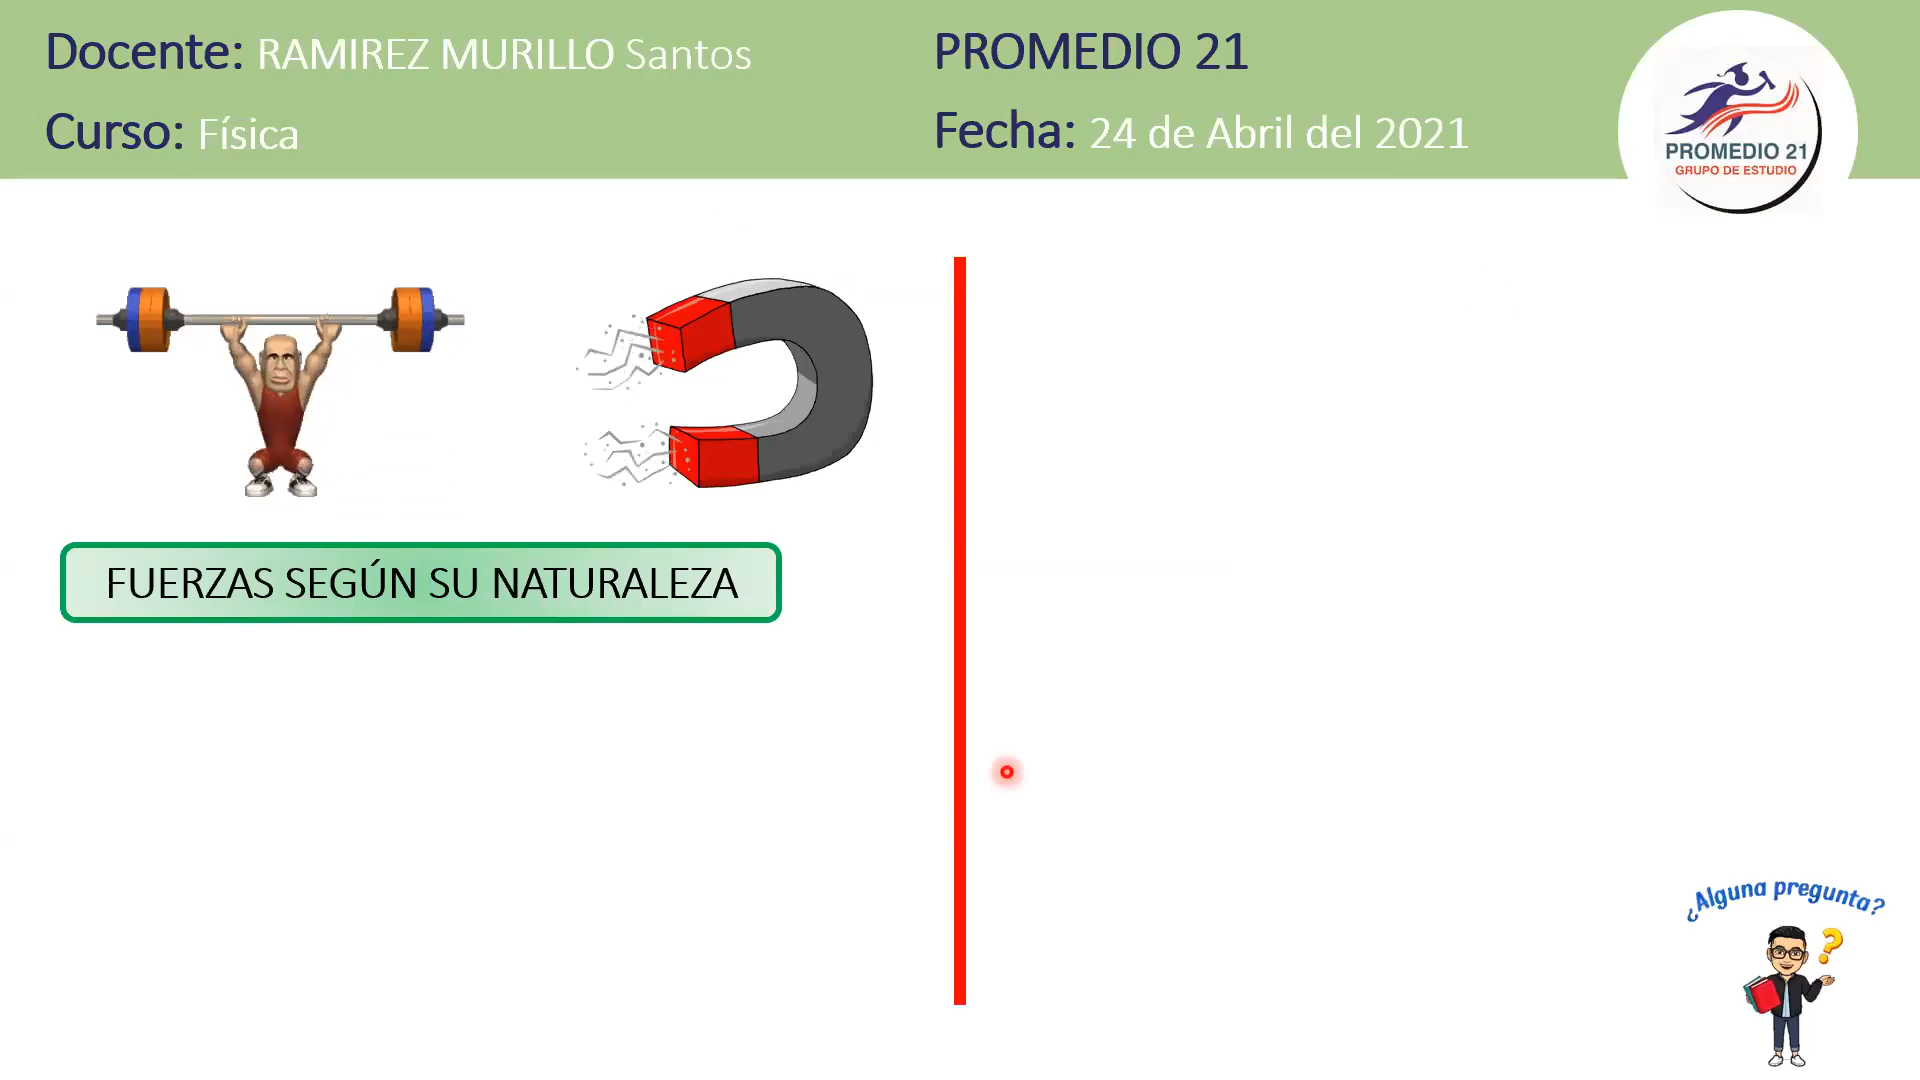 Docente: RAMIREZ MURILLO Santos
Curso: Física
PROMEDIO 21
Fecha: 24 de Abril del 2021
PROMEDIO 21
GRUPO DE ESTUDIO
FUERZAS SEGÚN SU NATURALEZA
¿Alguna pregunta?